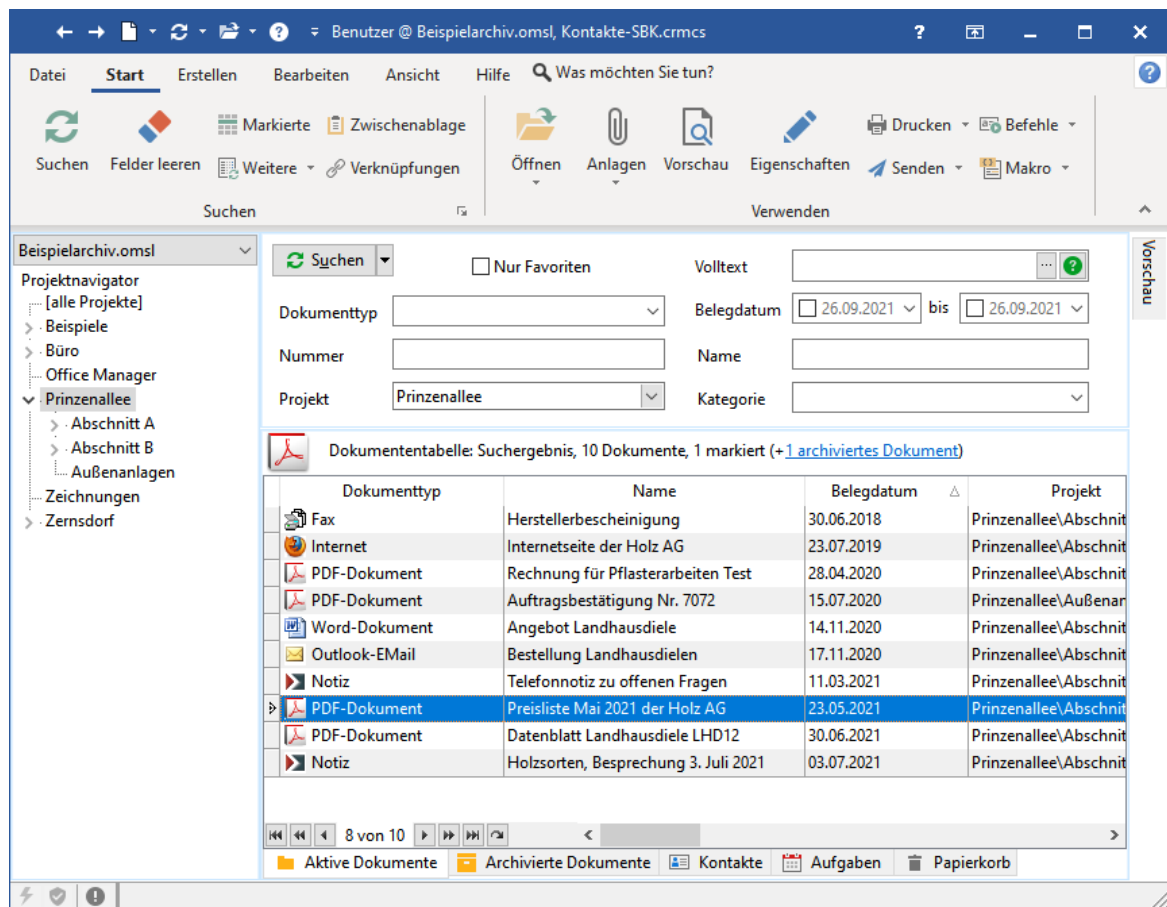 Benutzer @ Beispielarchiv.omsl, Kontakte-SBK.crmcs
Datei Start Erstellen Bearbeiten Ansicht Hilfe Was möchten Sie tun?
Markierte Zwischenablage Drucken Befehle
Suchen Felder leeren Weitere Verknüpfungen Öffnen Anlagen Vorschau Eigenschaften Senden Makro
Suchen Verwenden
Beispielarchiv.omsl
Projektnavigator
[alle Projekte]
Beispiele
Büro
Office Manager
Prinzenallee
Abschnitt A
Abschnitt B
Außenanlagen
Zeichnungen
Zernsdorf
Suchen Nur Favoriten Volltext ...
Dokumenttyp Belegdatum 26.09.2021 bis 26.09.2021
Nummer Name
Projekt Prinzenallee Kategorie
Vorschau
Dokumententabelle: Suchergebnis, 10 Dokumente, 1 markiert (+1 archiviertes Dokument)
Dokumenttyp Name Belegdatum Projekt
Fax Herstellerbescheinigung 30.06.2018 Prinzenallee\Abschnit
Internet Internetseite der Holz AG 23.07.2019 Prinzenallee\Abschnit
PDF-Dokument Rechnung für Pflasterarbeiten Test 28.04.2020 Prinzenallee\Abschnit
PDF-Dokument Auftragsbestätigung Nr. 7072 15.07.2020 Prinzenallee\Außenar
Word-Dokument Angebot Landhausdiele 14.11.2020 Prinzenallee\Abschnit
Outlook-EMail Bestellung Landhausdielen 17.11.2020 Prinzenallee\Abschnit
Notiz Telefonnotiz zu offenen Fragen 11.03.2021 Prinzenallee\Abschnit
PDF-Dokument Preisliste Mai 2021 der Holz AG 23.05.2021 Prinzenallee\Abschnit
PDF-Dokument Datenblatt Landhausdiele LHD12 30.06.2021 Prinzenallee\Abschnit
Notiz Holzsorten, Besprechung 3. Juli 2021 03.07.2021 Prinzenallee\Abschnit
8 von 10
Aktive Dokumente Archivierte Dokumente Kontakte Aufgaben Papierkorb